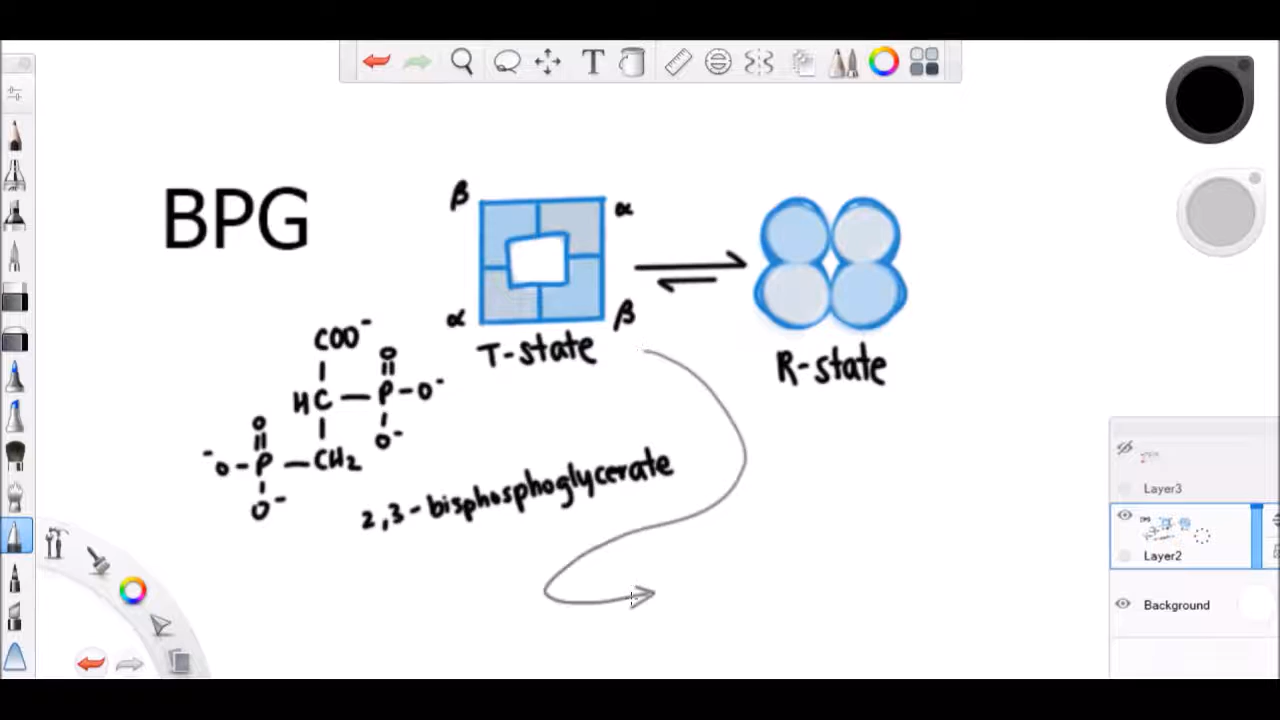 BPG
β
α
α
β
T-state
R-state
COO⁻
O
HC — P — O⁻
O⁻
O
⁻O — P — CH₂
O⁻
2,3-bisphosphoglycerate
T
Layer3
Layer2
Background